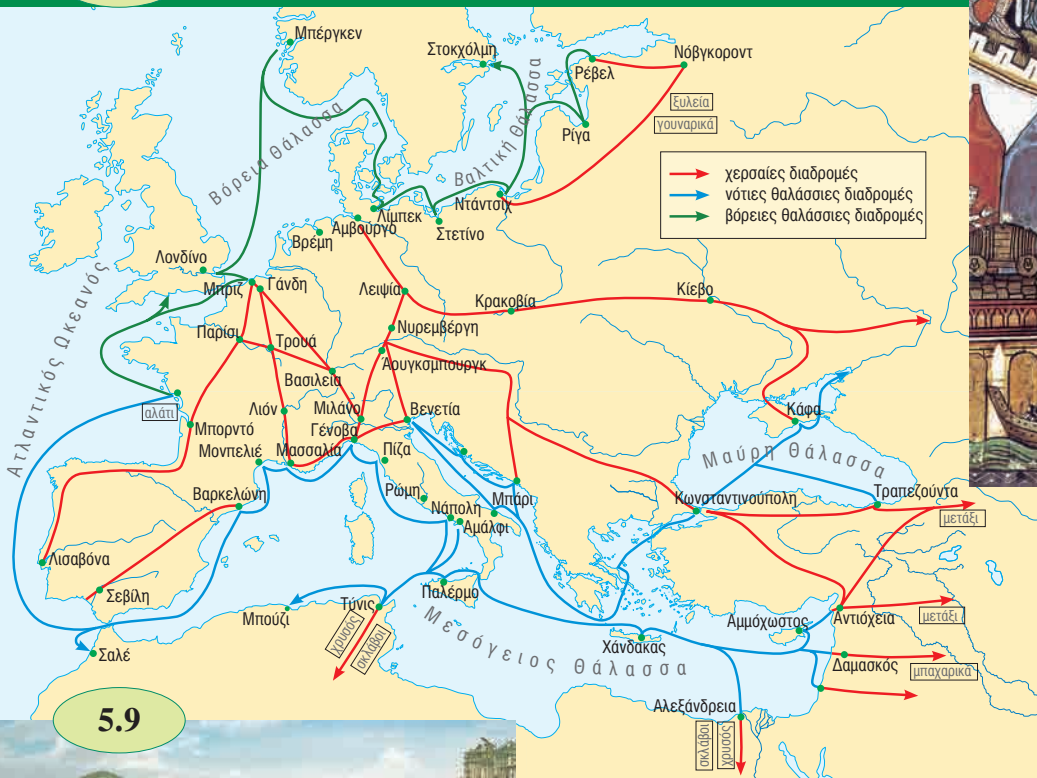 Μπέργκεν
Στοκχόλμη
Νόβγκοροντ
Ρέβελ
ξυλεία
γουναρικά
Ρίγα
Βόρεια Θάλασσα
Βαλτική Θάλασσα
χερσαίες διαδρομές
νότιες θαλάσσιες διαδρομές
βόρειες θαλάσσιες διαδρομές
Ντάντσιχ
Λίμπεκ
Αμβούργο
Στετίνο
Βρέμη
Λονδίνο
Μπριζ
Γάνδη
Λειψία
Κρακοβία
Κίεβο
Ατλαντικός Ωκεανός
Παρίσι
Τρουά
Νυρεμβέργη
Άουγκσμπουργκ
Βασιλεία
αλάτι
Λιόν
Μιλάνο
Βενετία
Κάφα
Μπορντό
Γένοβα
Μονπελιέ
Μασσαλία
Πίζα
Μαύρη Θάλασσα
Βαρκελώνη
Ρώμη
Μπάρι
Κωνσταντινούπολη
Τραπεζούντα
Νάπολη
Αμάλφι
μετάξι
Λισαβόνα
Σεβίλη
Παλέρμο
Μπούζι
Τύνις
χρυσός
σκλάβοι
Μεσόγειος Θάλασσα
Χάνδακας
Αμμόχωστος
Αντιόχεια
μετάξι
Σαλέ
Δαμασκός
μπαχαρικά
Αλεξάνδρεια
σκλάβοι
χρυσός
5.9